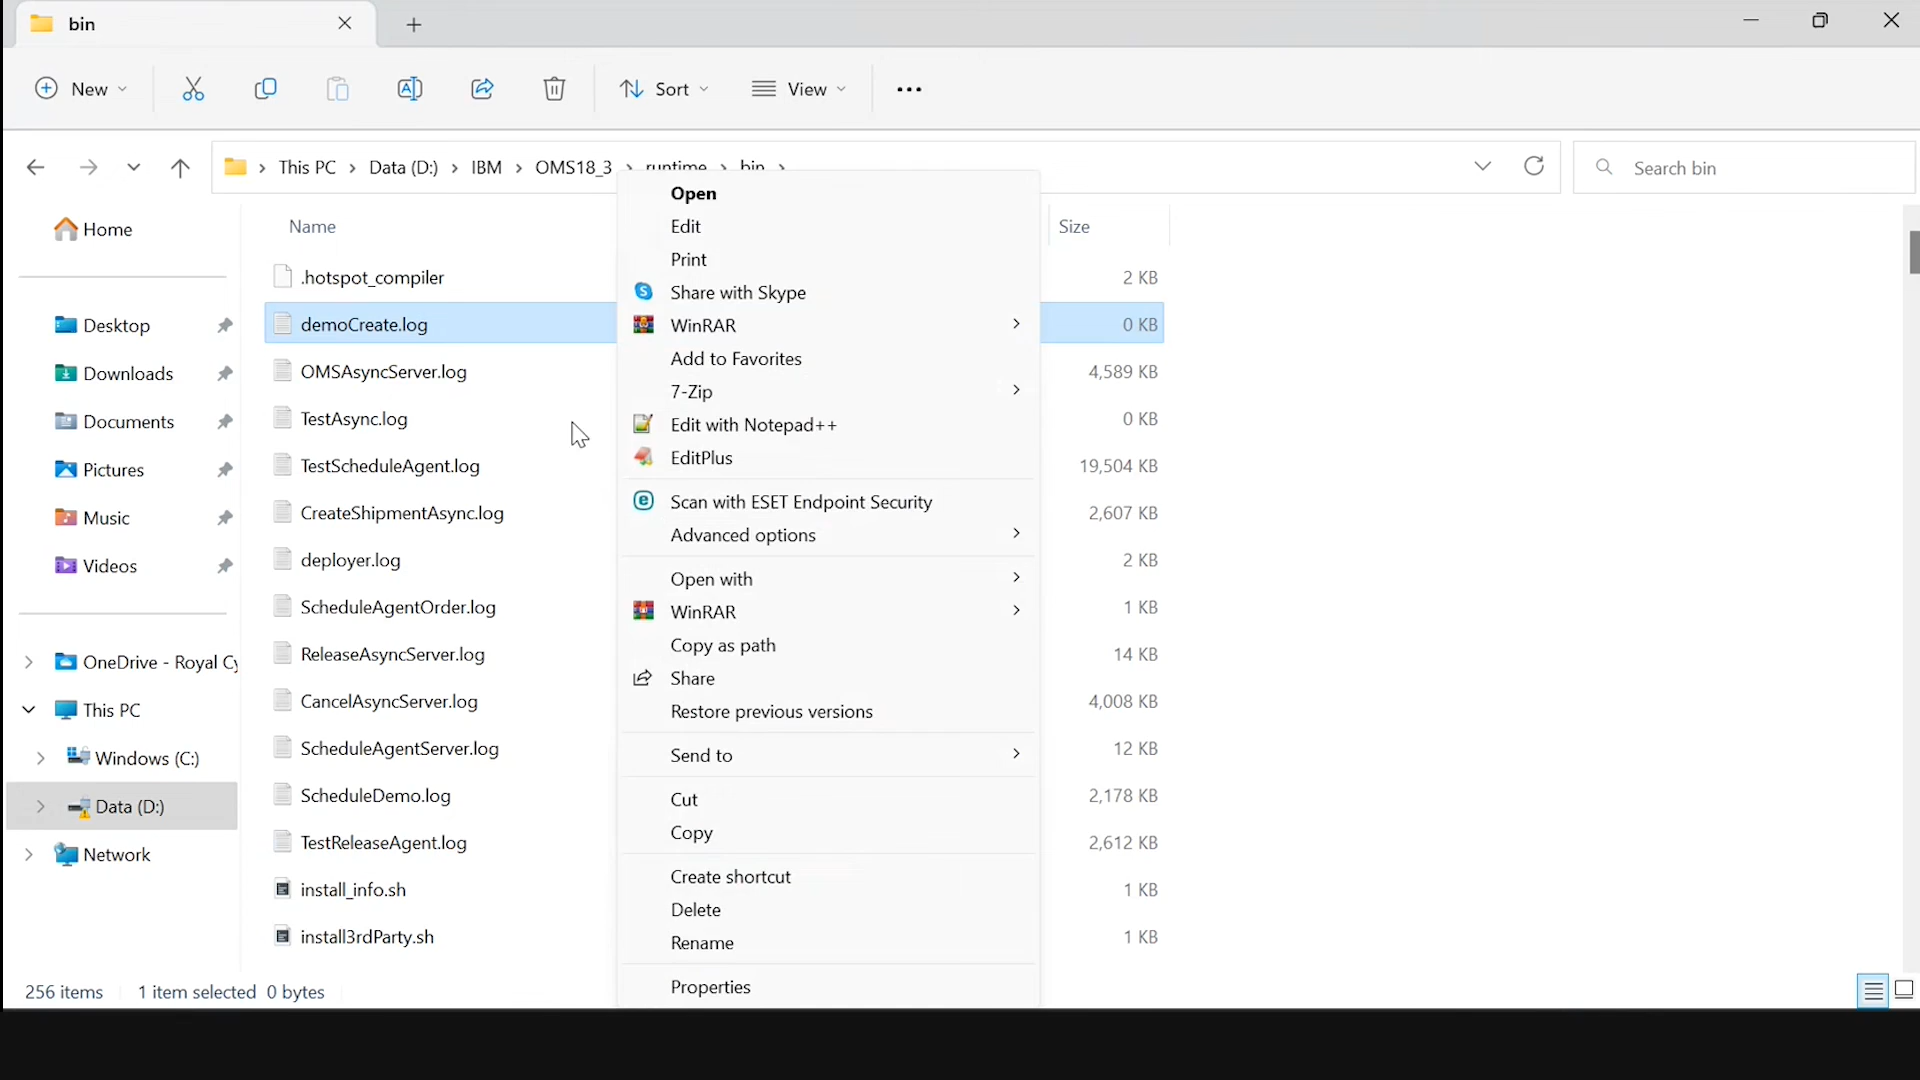 bin
New
Sort
View
This PC
Data (D:)
IBM
OMS18_3
runtime
bin
Search bin
Home
Desktop
Downloads
Documents
Pictures
Music
Videos
OneDrive - Royal Cy
This PC
Windows (C:)
Data (D:)
Network
Name
Size
.hotspot_compiler
2 KB
demoCreate.log
0 KB
OMSAsyncServer.log
4,589 KB
TestAsync.log
0 KB
TestScheduleAgent.log
19,504 KB
CreateShipmentAsync.log
2,607 KB
deployer.log
2 KB
ScheduleAgentOrder.log
1 KB
ReleaseAsyncServer.log
14 KB
CancelAsyncServer.log
4,008 KB
ScheduleAgentServer.log
12 KB
ScheduleDemo.log
2,178 KB
TestReleaseAgent.log
2,612 KB
install_info.sh
1 KB
install3rdParty.sh
1 KB
Open
Edit
Print
Share with Skype
WinRAR
Add to Favorites
7-Zip
Edit with Notepad++
EditPlus
Scan with ESET Endpoint Security
Advanced options
Open with
WinRAR
Copy as path
Share
Restore previous versions
Send to
Cut
Copy
Create shortcut
Delete
Rename
Properties
256 items
1 item selected 0 bytes